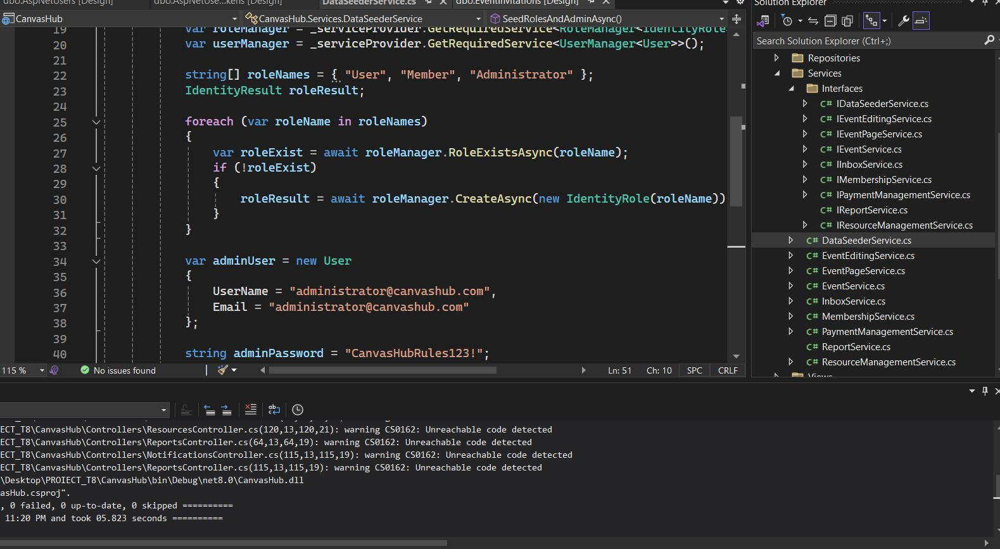 dbo.AspNetUsers [Design]
dbo.AspNetUse...kens [Design]
DataSeederService.cs
dbo.EventInvitations [Design]
Solution Explorer
CanvasHub
CanvasHub.Services.DataSeederService
SeedRolesAndAdminAsync()
Search Solution Explorer (Ctrl+;)
19 var roleManager = _serviceProvider.GetRequiredService<RoleManager<IdentityRole
20 var userManager = _serviceProvider.GetRequiredService<UserManager<User>>();
21
22 string[] roleNames = { "User", "Member", "Administrator" };
23 IdentityResult roleResult;
24
25 foreach (var roleName in roleNames)
26 {
27 var roleExist = await roleManager.RoleExistsAsync(roleName);
28 if (!roleExist)
29 {
30 roleResult = await roleManager.CreateAsync(new IdentityRole(roleName))
31 }
32 }
33
34 var adminUser = new User
35 {
36 UserName = "administrator@canvashub.com",
37 Email = "administrator@canvashub.com"
38 };
39
40 string adminPassword = "CanvasHubRules123!";
115 %
No issues found
Ln: 51
Ch: 10
SPC
CRLF
Repositories
Services
Interfaces
C# IDataSeederService.cs
C# IEventEditingService.cs
C# IEventPageService.cs
C# IEventService.cs
C# IInboxService.cs
C# IMembershipService.cs
C# IPaymentManagementService.cs
C# IReportService.cs
C# IResourceManagementService.cs
C# DataSeederService.cs
C# EventEditingService.cs
C# EventPageService.cs
C# EventService.cs
C# InboxService.cs
C# MembershipService.cs
C# PaymentManagementService.cs
C# ReportService.cs
C# ResourceManagementService.cs
Views
ECT_T8\CanvasHub\Controllers\ResourcesController.cs(120,13,120,21): warning CS0162: Unreachable code detected
ECT_T8\CanvasHub\Controllers\ReportsController.cs(64,13,64,19): warning CS0162: Unreachable code detected
ECT_T8\CanvasHub\Controllers\NotificationsController.cs(115,13,115,19): warning CS0162: Unreachable code detected
ECT_T8\CanvasHub\Controllers\ReportsController.cs(115,13,115,19): warning CS0162: Unreachable code detected
\Desktop\PROIECT_T8\CanvasHub\bin\Debug\net8.0\CanvasHub.dll
asHub.csproj".
, 0 failed, 0 up-to-date, 0 skipped ==========
11:20 PM and took 05.823 seconds ==========